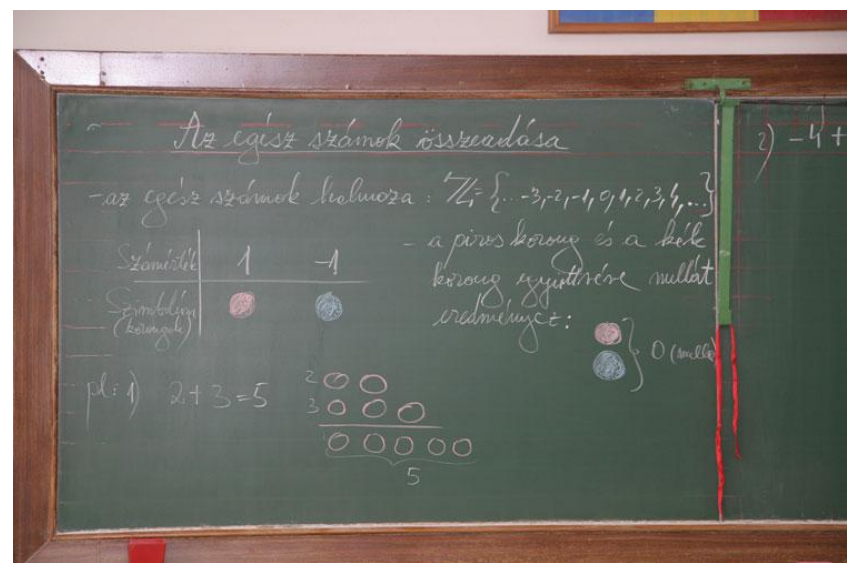 Az egész számok összeadása
-az egész számok halmaza : ℤ={...-3,-2,-1,0,1,2,3,4,...}
Számérték 1 -1
Szimbólum
(korongok)
- a piros korong és a kék
korong együttvéve nullát
eredményez:
0 (nulla)
pl: 1) 2+3=5
2
3
5
2) -4+